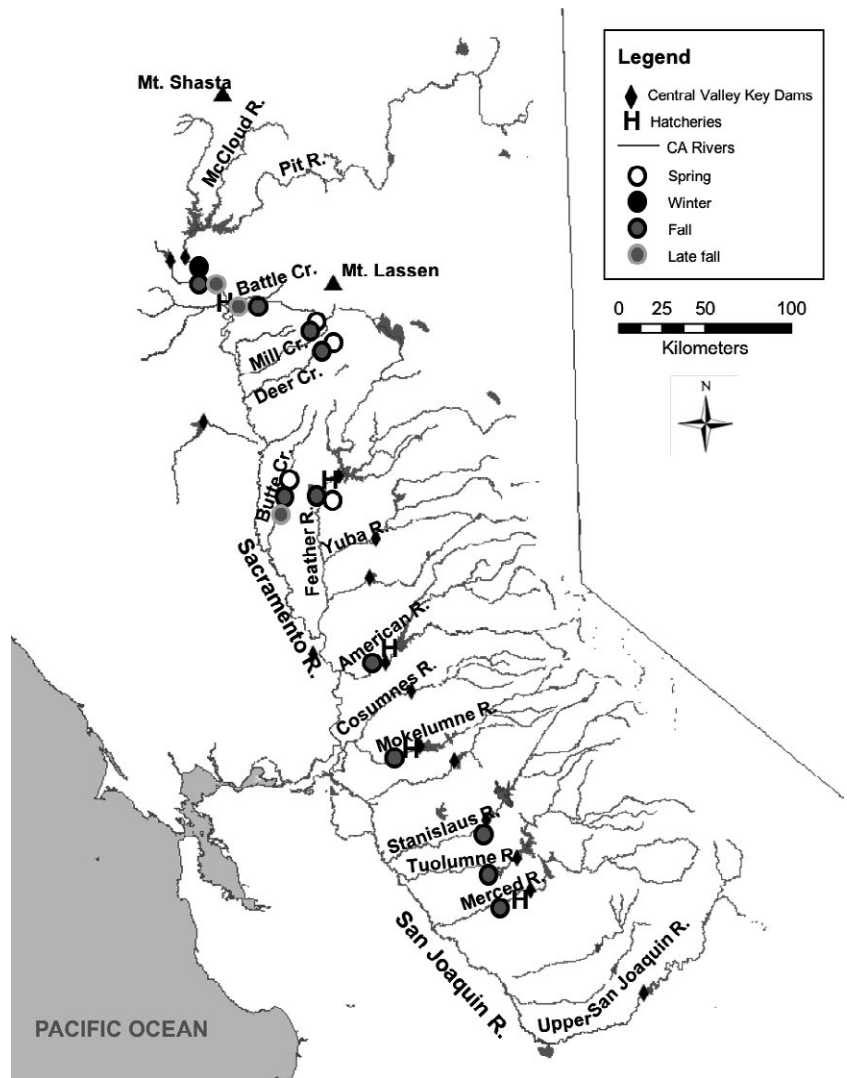 Legend
Central Valley Key Dams
H Hatcheries
CA Rivers
Spring
Winter
Fall
Late fall
0 25 50 100
Kilometers
N
Mt. Shasta
McCloud R.
Pit R.
Battle Cr.
Mt. Lassen
H
Mill Cr.
Deer Cr.
Butte Cr.
H
Feather R.
Yuba R.
Sacramento R.
American R.
H
Cosumnes R.
Mokelumne R.
H
Stanislaus R.
Tuolumne R.
Merced R.
H
San Joaquin R.
Upper San Joaquin R.
PACIFIC OCEAN